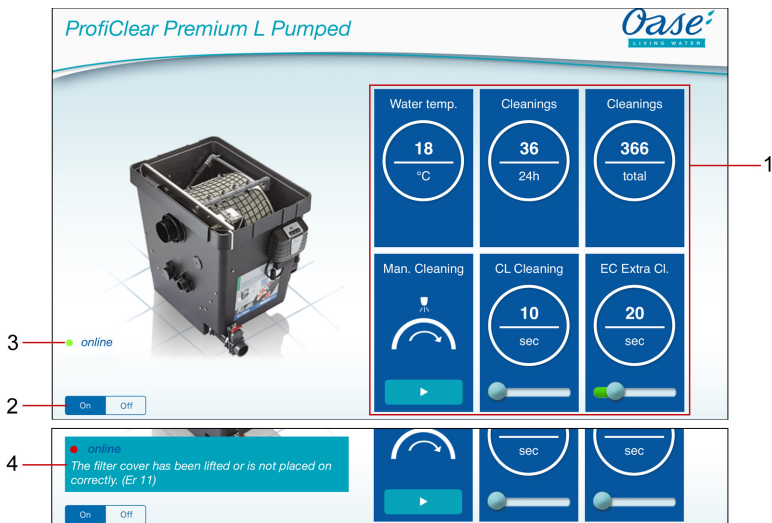 ProfiClear Premium L Pumped
Oase
LIVING WATER
Water temp.
18
°C
Cleanings
36
24h
Cleanings
366
total
1
Man. Cleaning
CL Cleaning
10
sec
EC Extra Cl.
20
sec
3
online
2
On Off
4
online
The filter cover has been lifted or is not placed on
correctly. (Er 11)
sec
sec
On Off